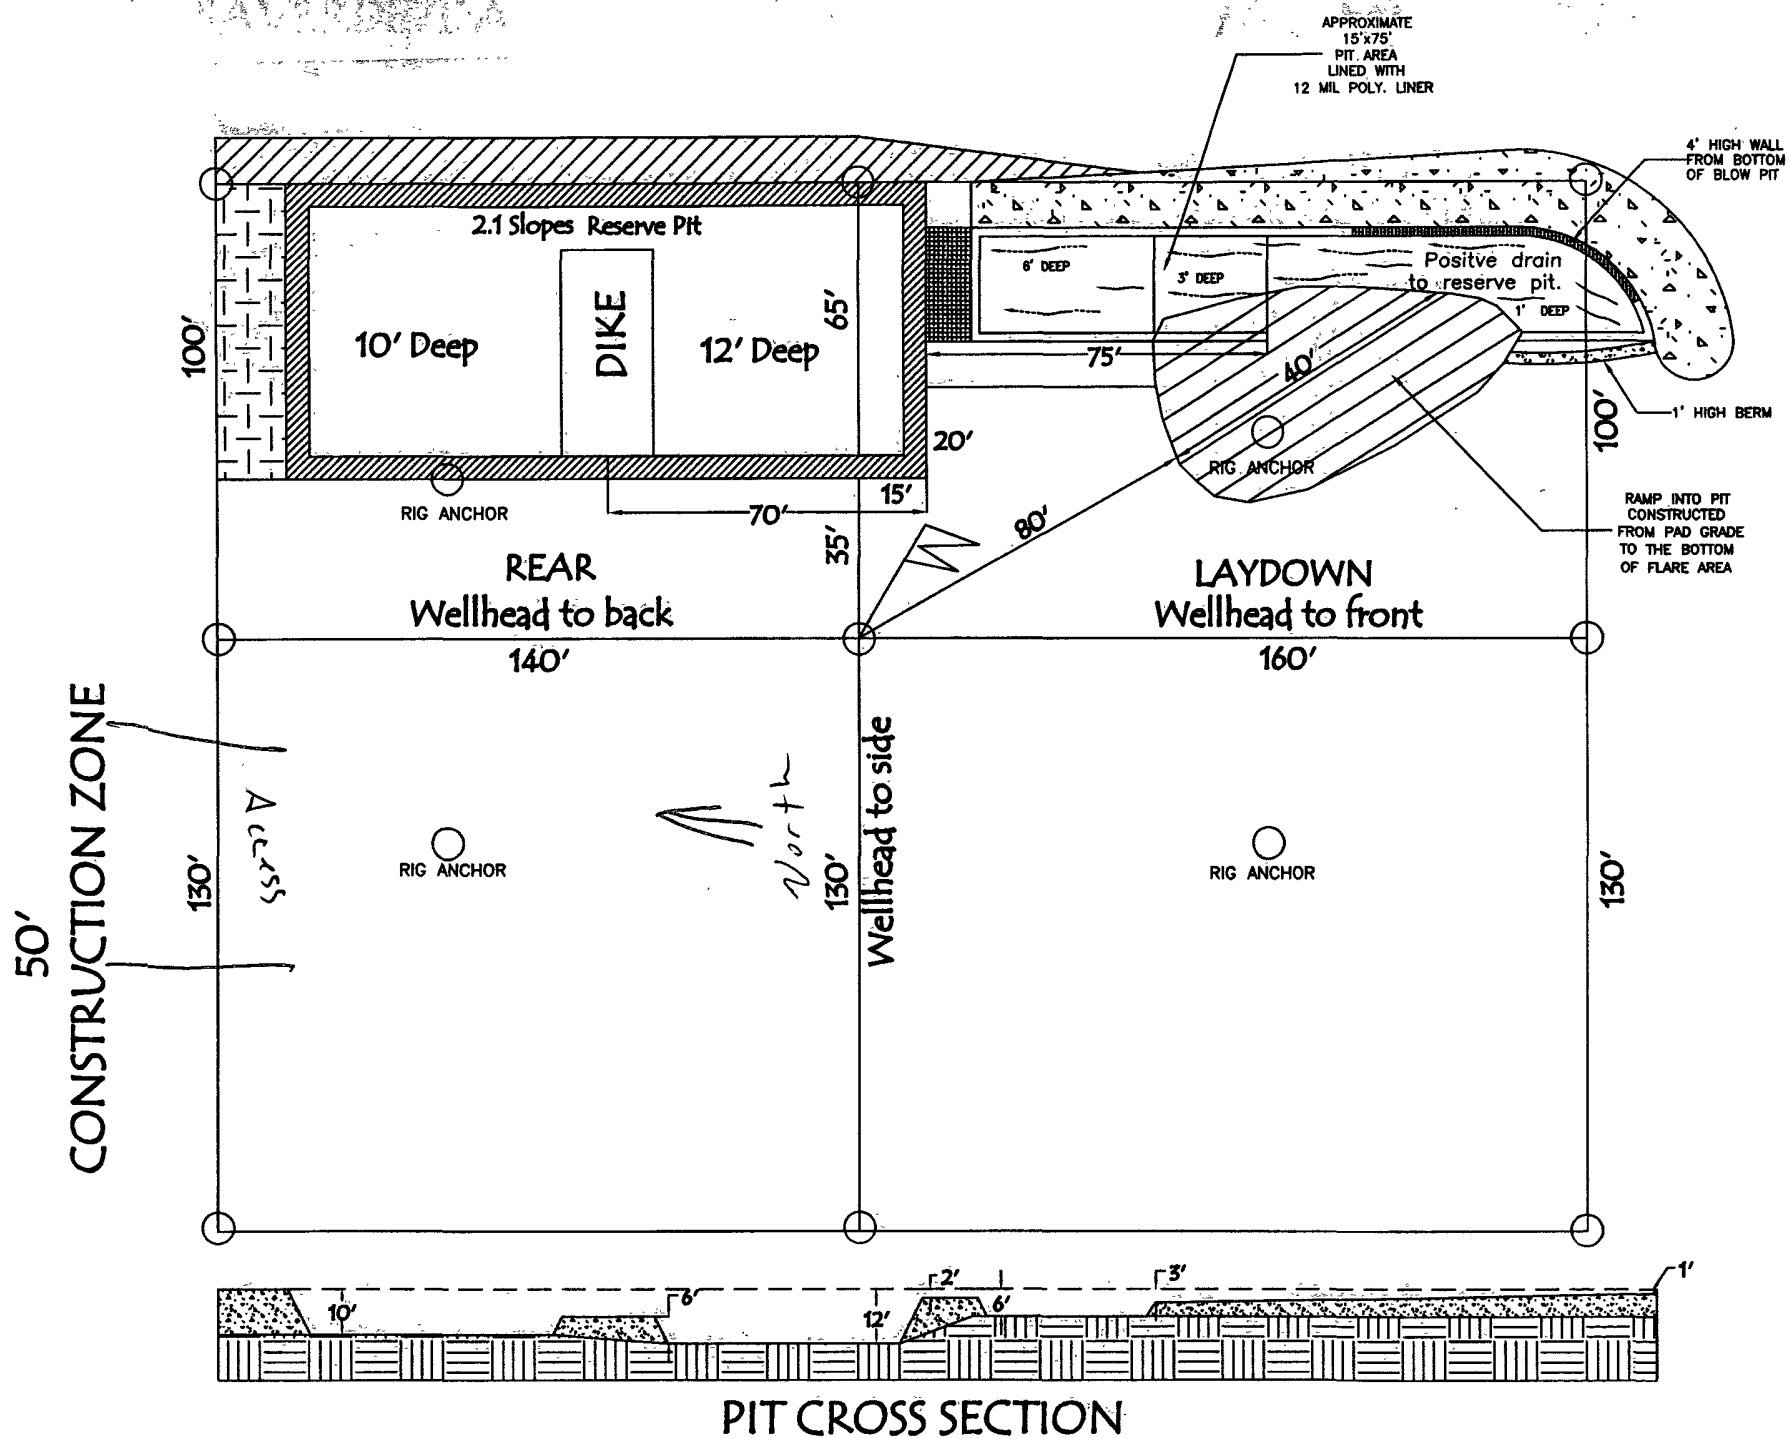 APPROXIMATE
15'x75'
PIT AREA
LINED WITH
12 MIL POLY. LINER
4' HIGH WALL
FROM BOTTOM
OF BLOW PIT
2.1 Slopes Reserve Pit
6' DEEP
3' DEEP
Positve drain
to reserve pit.
1' DEEP
100'
10' Deep
DIKE
12' Deep
65'
75'
40'
1' HIGH BERM
100'
20'
RIG ANCHOR
15'
RIG ANCHOR
70'
35'
80'
N
RAMP INTO PIT
CONSTRUCTED
FROM PAD GRADE
TO THE BOTTOM
OF FLARE AREA
REAR
Wellhead to back
LAYDOWN
Wellhead to front
140'
160'
50'
CONSTRUCTION ZONE
Access
North
Wellhead to side
130'
RIG ANCHOR
130'
RIG ANCHOR
130'
2'
3'
1'
10'
6'
12'
6'
PIT CROSS SECTION